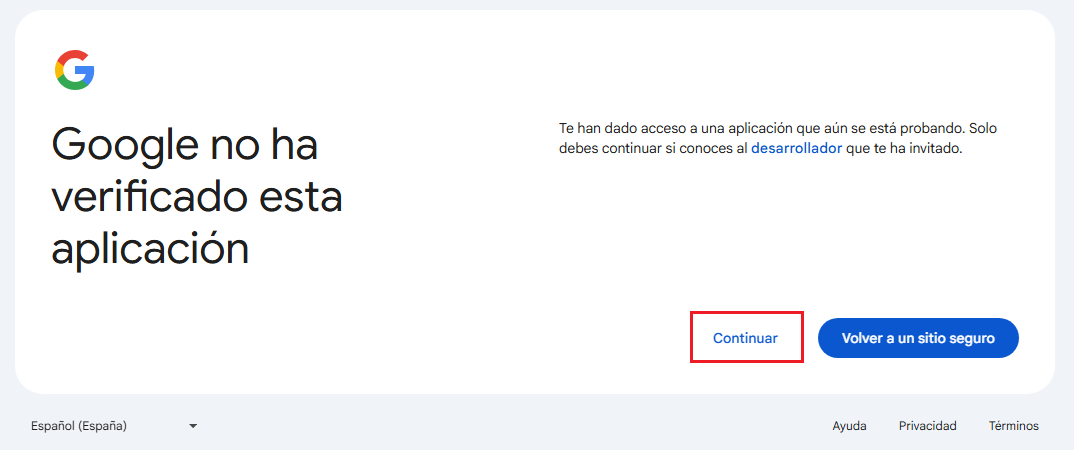 Google no ha
verificado esta
aplicación
Te han dado acceso a una aplicación que aún se está probando. Solo
debes continuar si conoces al desarrollador que te ha invitado.
Continuar
Volver a un sitio seguro
Español (España)
Ayuda
Privacidad
Términos